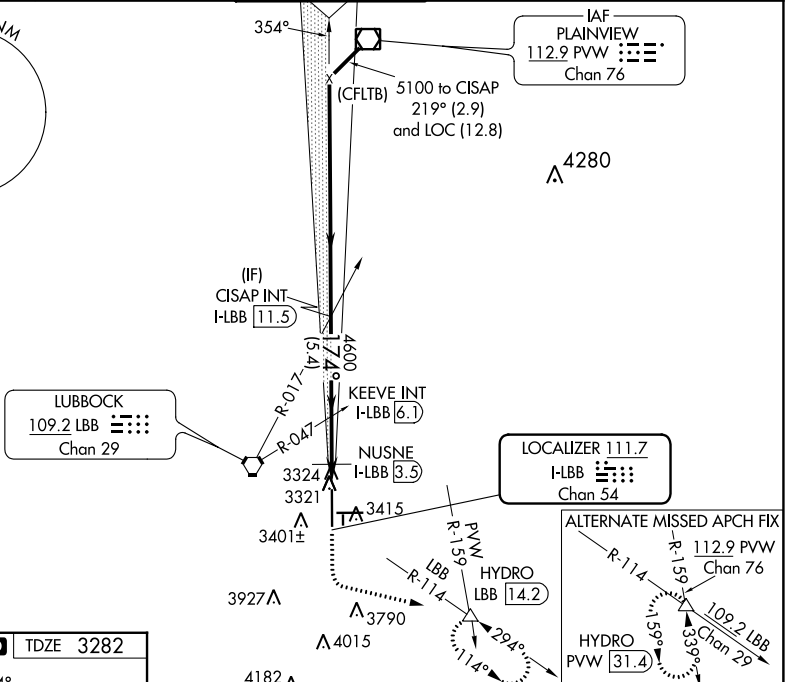 NM
354°
IAF
PLAINVIEW
112.9 PVW
Chan 76
(CFLTB)
5100 to CISAP
219° (2.9)
and LOC (12.8)
4280
(IF)
CISAP INT
I-LBB 11.5
4600
174°
(5.4)
R-017
LUBBOCK
109.2 LBB
Chan 29
R-047
KEEVE INT
I-LBB 6.1
NUSNE
I-LBB 3.5
3324
3321
3415
3401±
LOCALIZER 111.7
I-LBB
Chan 54
PVW
R-159
LBB
R-114
HYDRO
LBB 14.2
294°
114°
3927
3790
4015
4182
ALTERNATE MISSED APCH FIX
R-114
R-159
112.9 PVW
Chan 76
109.2 LBB
Chan 29
159°
339°
HYDRO
PVW 31.4
TDZE 3282